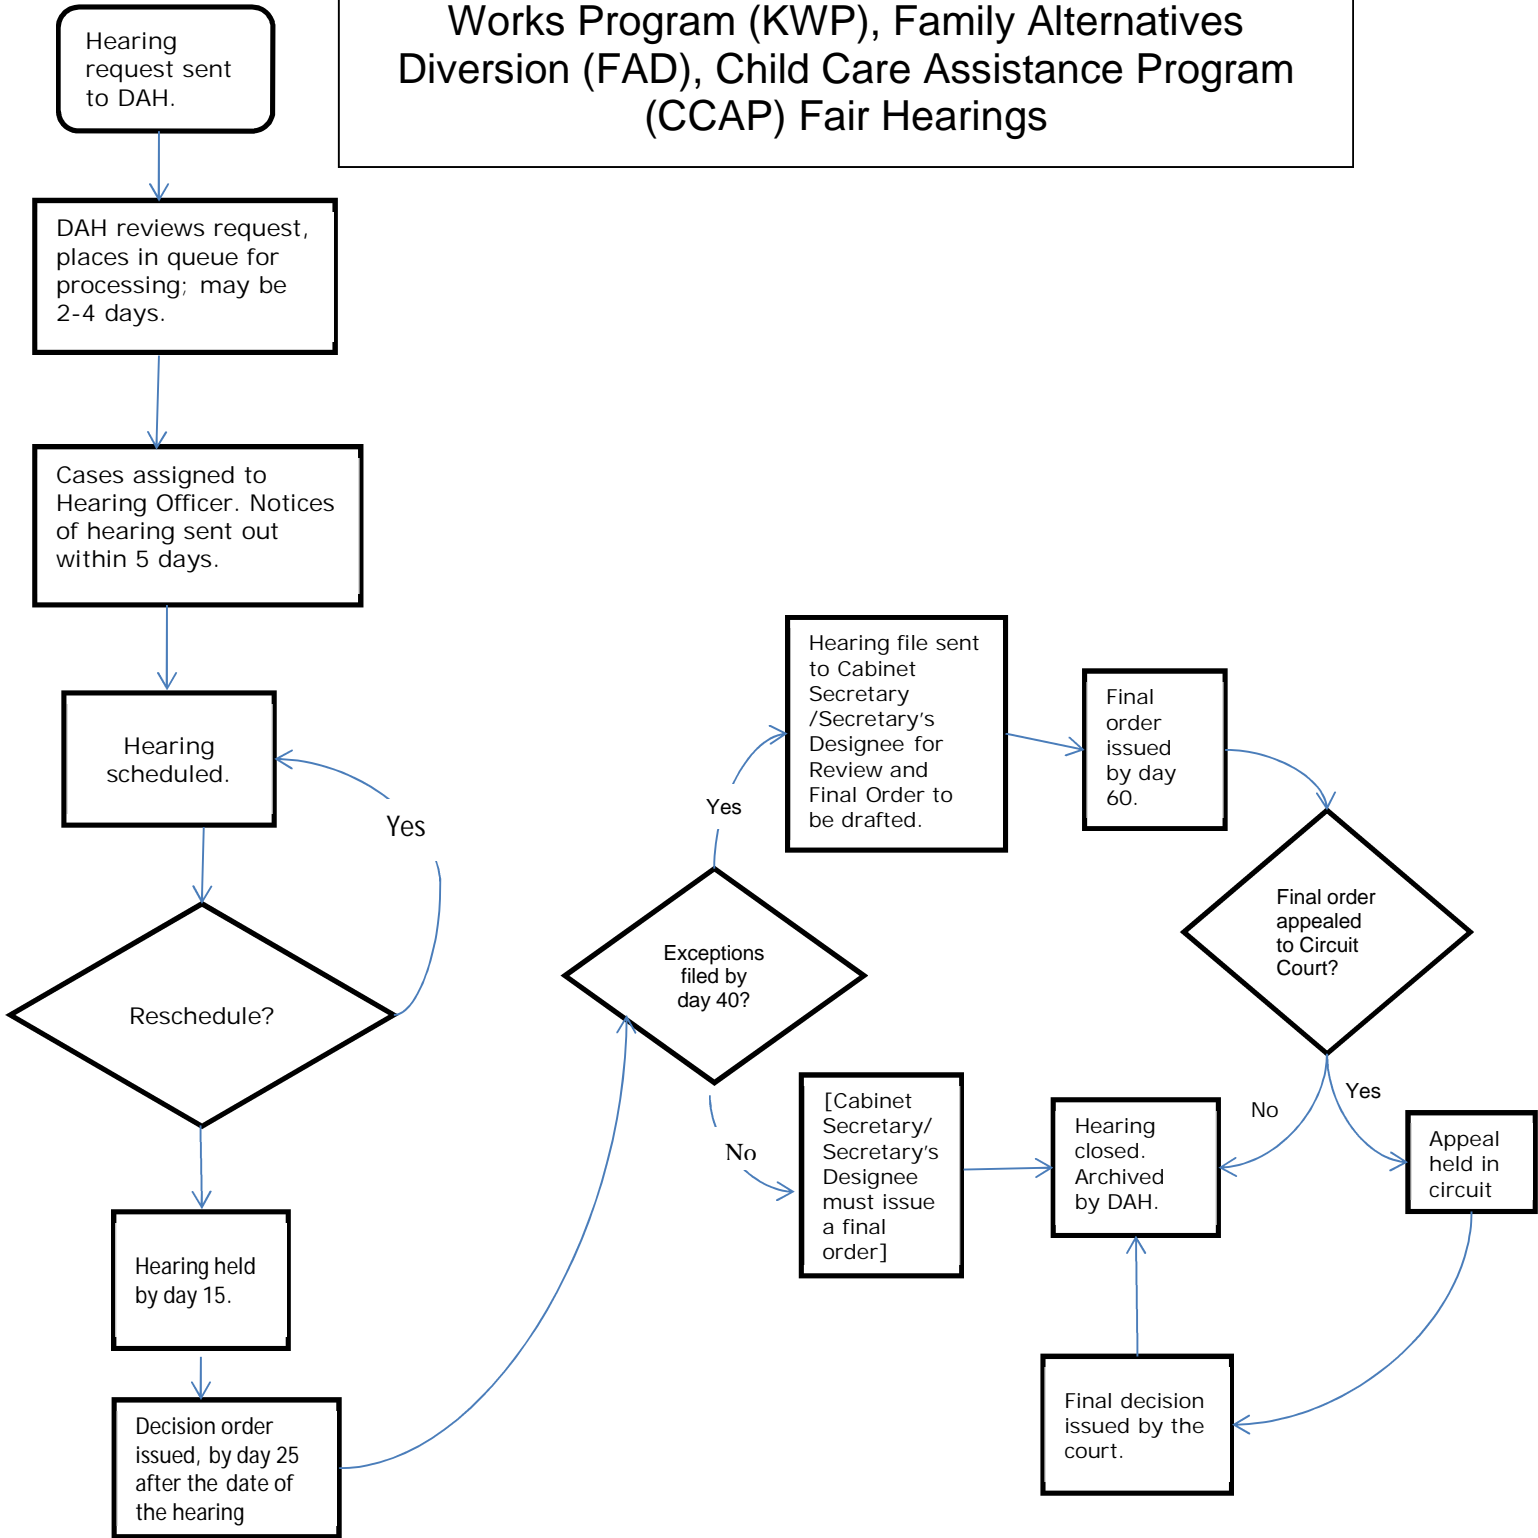 Works Program (KWP), Family Alternatives
Diversion (FAD), Child Care Assistance Program
(CCAP) Fair Hearings
Hearing
request sent
to DAH.
DAH reviews request,
places in queue for
processing; may be
2-4 days.
Cases assigned to
Hearing Officer. Notices
of hearing sent out
within 5 days.
Hearing
scheduled.
Yes
Reschedule?
Hearing held
by day 15.
Decision order
issued, by day 25
after the date of
the hearing
Exceptions
filed by
day 40?
Yes
Hearing file sent
to Cabinet
Secretary
/Secretary's
Designee for
Review and
Final Order to
be drafted.
Final
order
issued
by day
60.
Final order
appealed
to Circuit
Court?
No
[Cabinet
Secretary/
Secretary's
Designee
must issue
a final
order]
Hearing
closed.
Archived
by DAH.
No
Yes
Appeal
held in
circuit
Final decision
issued by the
court.